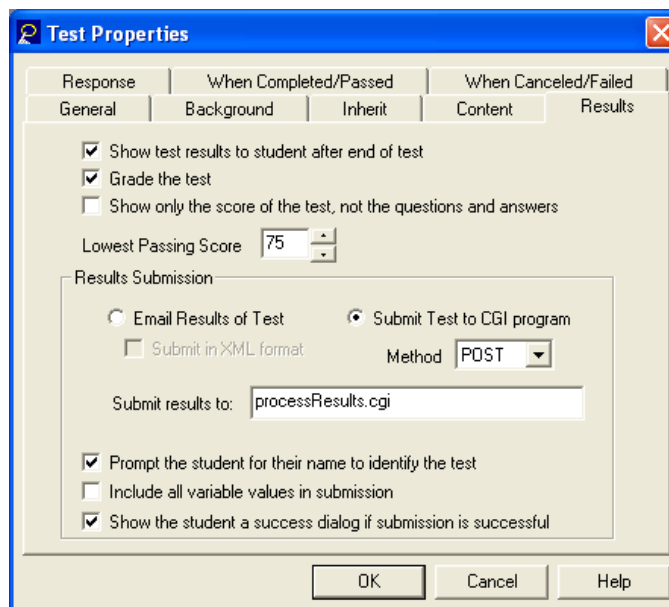 Test Properties
Response When Completed/Passed When Canceled/Failed
General Background Inherit Content Results
Show test results to student after end of test
Grade the test
Show only the score of the test, not the questions and answers
Lowest Passing Score 75
Results Submission
Email Results of Test Submit Test to CGI program
Submit in XML format Method POST
Submit results to: processResults.cgi
Prompt the student for their name to identify the test
Include all variable values in submission
Show the student a success dialog if submission is successful
OK Cancel Help